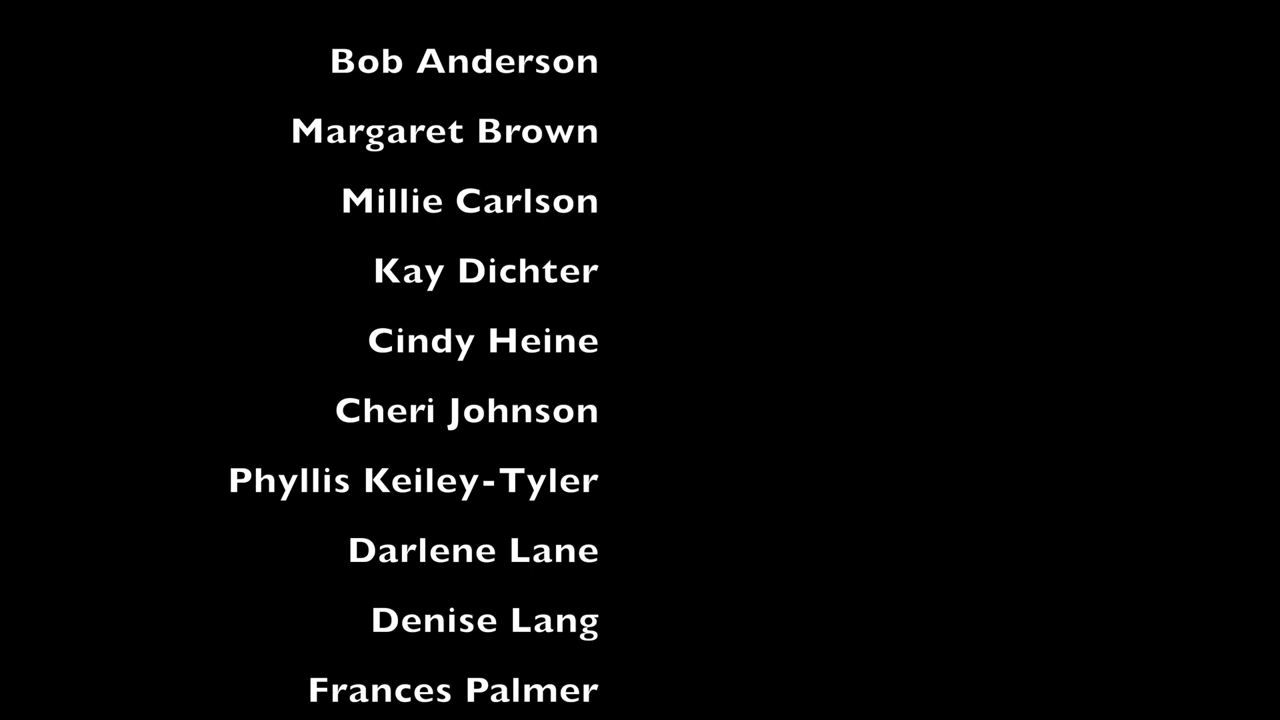 Bob Anderson
Margaret Brown
Millie Carlson
Kay Dichter
Cindy Heine
Cheri Johnson
Phyllis Keiley-Tyler
Darlene Lane
Denise Lang
Frances Palmer